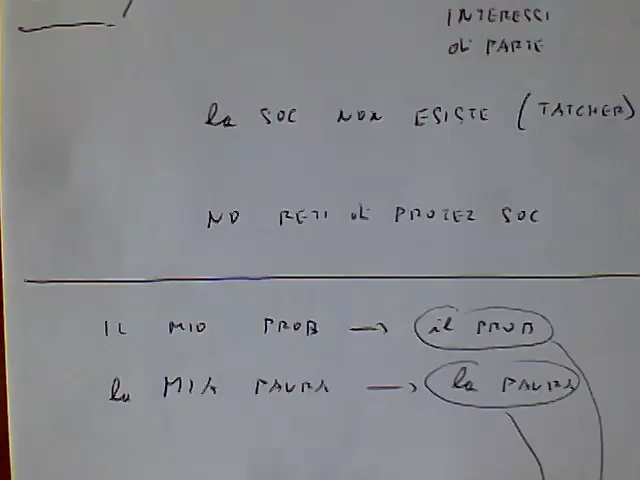 INTERESSI
di PARTE
la SOC NON ESISTE (TATCHER)
NO RETI di PROTEZ SOC
IL MIO PROB → il PROB
la MIA PAURA → la PAURA